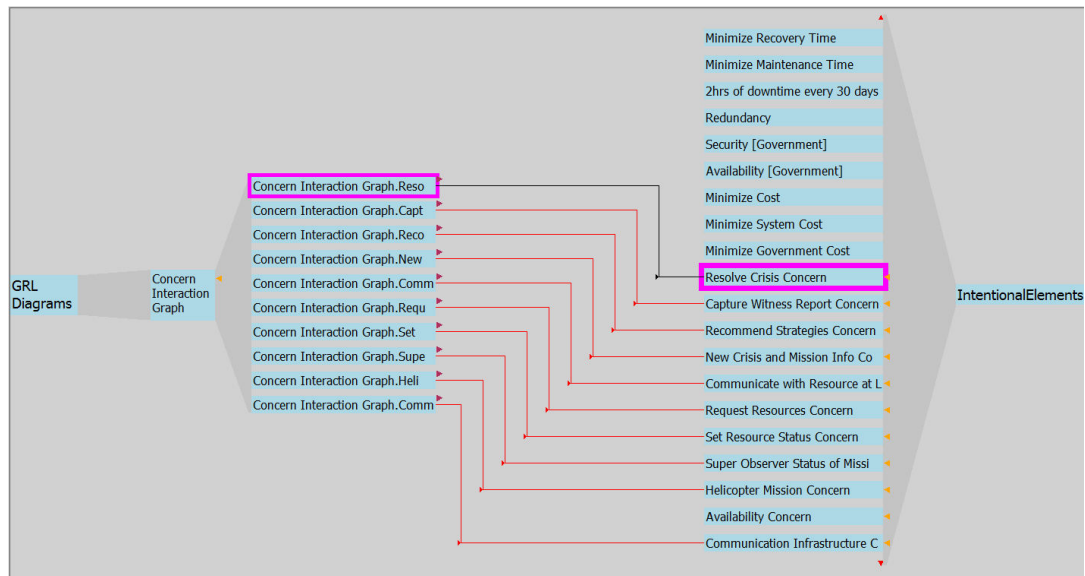 GRL
Diagrams
Concern
Interaction
Graph
Concern Interaction Graph.Reso
Concern Interaction Graph.Capt
Concern Interaction Graph.Reco
Concern Interaction Graph.New
Concern Interaction Graph.Comm
Concern Interaction Graph.Requ
Concern Interaction Graph.Set
Concern Interaction Graph.Supe
Concern Interaction Graph.Heli
Concern Interaction Graph.Comm
Minimize Recovery Time
Minimize Maintenance Time
2hrs of downtime every 30 days
Redundancy
Security [Government]
Availability [Government]
Minimize Cost
Minimize System Cost
Minimize Government Cost
Resolve Crisis Concern
Capture Witness Report Concern
Recommend Strategies Concern
New Crisis and Mission Info Co
Communicate with Resource at L
Request Resources Concern
Set Resource Status Concern
Super Observer Status of Missi
Helicopter Mission Concern
Availability Concern
Communication Infrastructure C
IntentionalElements